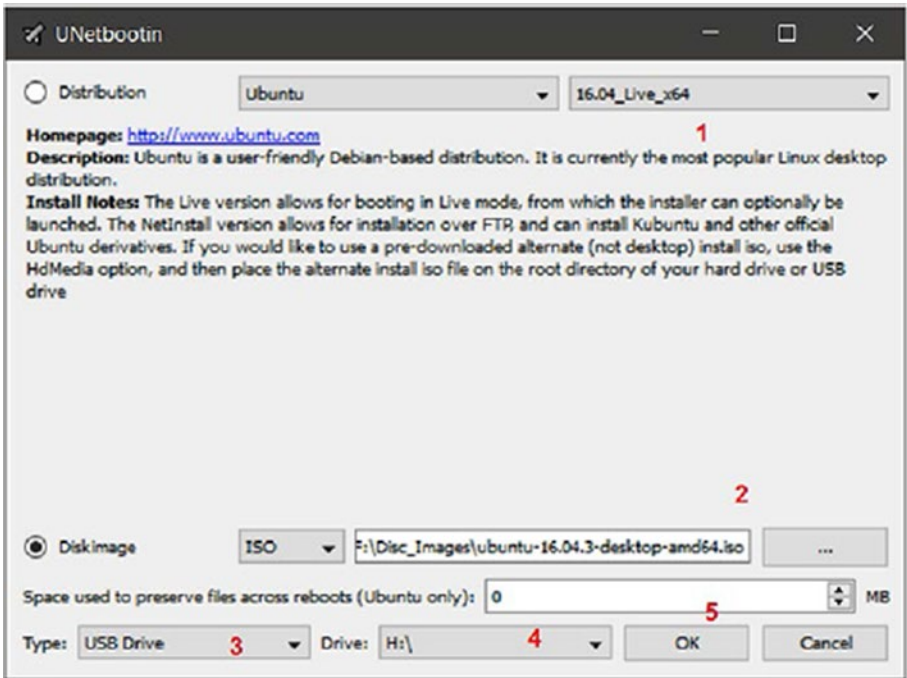 UNetbootin
Distribution Ubuntu 16.04_Live_x64
1
Homepage: http://www.ubuntu.com
Description: Ubuntu is a user-friendly Debian-based distribution. It is currently the most popular Linux desktop
distribution.
Install Notes: The Live version allows for booting in Live mode, from which the installer can optionally be
launched. The NetInstall version allows for installation over FTP, and can install Kubuntu and other official
Ubuntu derivatives. If you would like to use a pre-downloaded alternate (not desktop) install iso, use the
HdMedia option, and then place the alternate install iso file on the root directory of your hard drive or USB
drive
2
Diskimage ISO F:\Disc_Images\ubuntu-16.04.3-desktop-amd64.iso ...
Space used to preserve files across reboots (Ubuntu only): 0 MB
5
Type: USB Drive 3 Drive: H:\ 4 OK Cancel